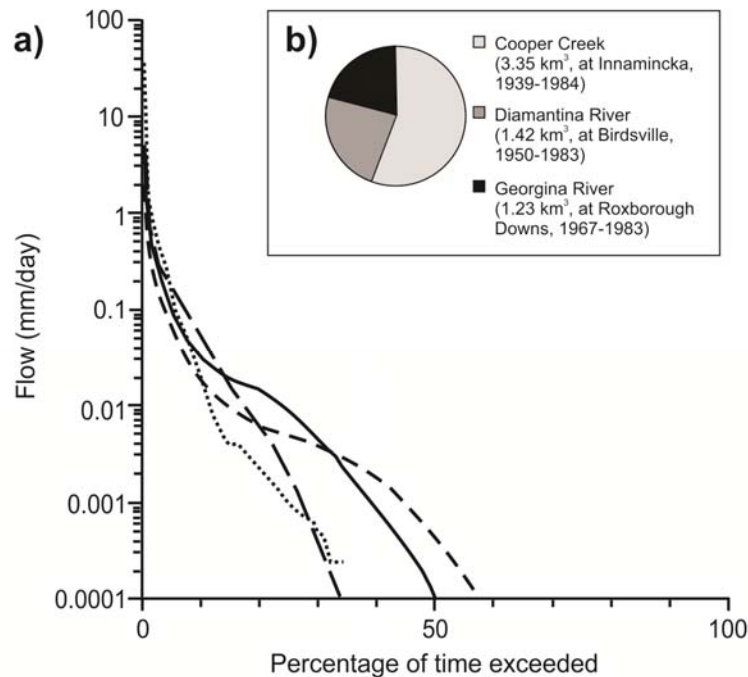 a)
100
10
1
0.1
0.01
0.001
0.0001
Flow (mm/day)
0
50
100
Percentage of time exceeded
b)
Cooper Creek
(3.35 km³, at Innamincka,
1939-1984)
Diamantina River
(1.42 km³, at Birdsville,
1950-1983)
Georgina River
(1.23 km³, at Roxborough
Downs, 1967-1983)